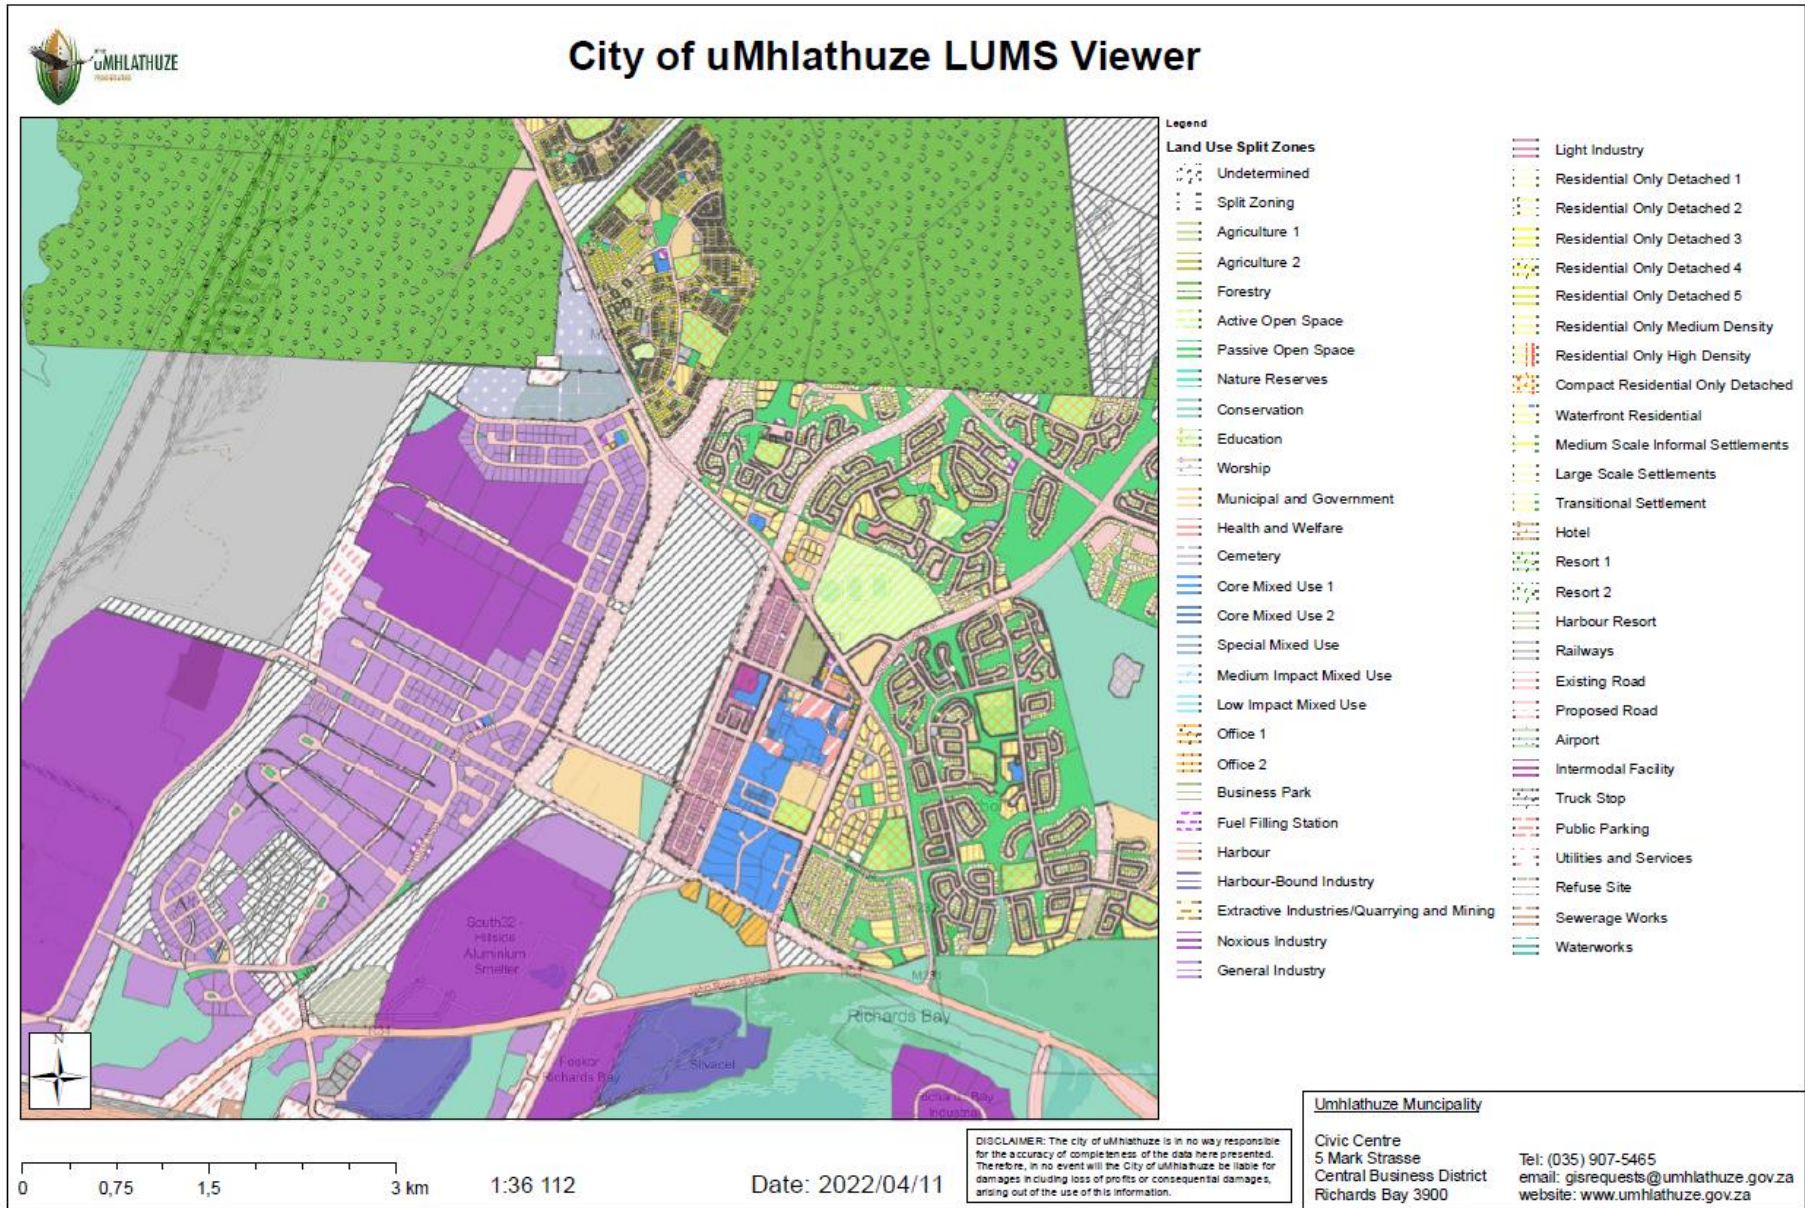 UMHLATHUZE
City of uMhlathuze LUMS Viewer
Legend
Land Use Split Zones
Undetermined
Split Zoning
Agriculture 1
Agriculture 2
Forestry
Active Open Space
Passive Open Space
Nature Reserves
Conservation
Education
Worship
Municipal and Government
Health and Welfare
Cemetery
Core Mixed Use 1
Core Mixed Use 2
Special Mixed Use
Medium Impact Mixed Use
Low Impact Mixed Use
Office 1
Office 2
Business Park
Fuel Filling Station
Harbour
Harbour-Bound Industry
Extractive Industries/Quarrying and Mining
Noxious Industry
General Industry
Light Industry
Residential Only Detached 1
Residential Only Detached 2
Residential Only Detached 3
Residential Only Detached 4
Residential Only Detached 5
Residential Only Medium Density
Residential Only High Density
Compact Residential Only Detached
Waterfront Residential
Medium Scale Informal Settlements
Large Scale Settlements
Transitional Settlement
Hotel
Resort 1
Resort 2
Harbour Resort
Railways
Existing Road
Proposed Road
Airport
Intermodal Facility
Truck Stop
Public Parking
Utilities and Services
Refuse Site
Sewerage Works
Waterworks
South32 -
Hillside
Aluminium
Smelter
Richards Bay
Foskor
Richards Bay
Silvacel
Richards Bay
Industrial
N
0 0,75 1,5 3 km
1:36 112
Date: 2022/04/11
DISCLAIMER: The city of uMhlathuze is in no way responsible
for the accuracy of completeness of the data here presented.
Therefore, in no event will the City of uMhlathuze be liable for
damages including loss of profits or consequential damages,
arising out of the use of this information.
Umhlathuze Muncipality
Civic Centre
5 Mark Strasse
Central Business District
Richards Bay 3900
Tel: (035) 907-5465
email: gisrequests@umhlathuze.gov.za
website: www.umhlathuze.gov.za